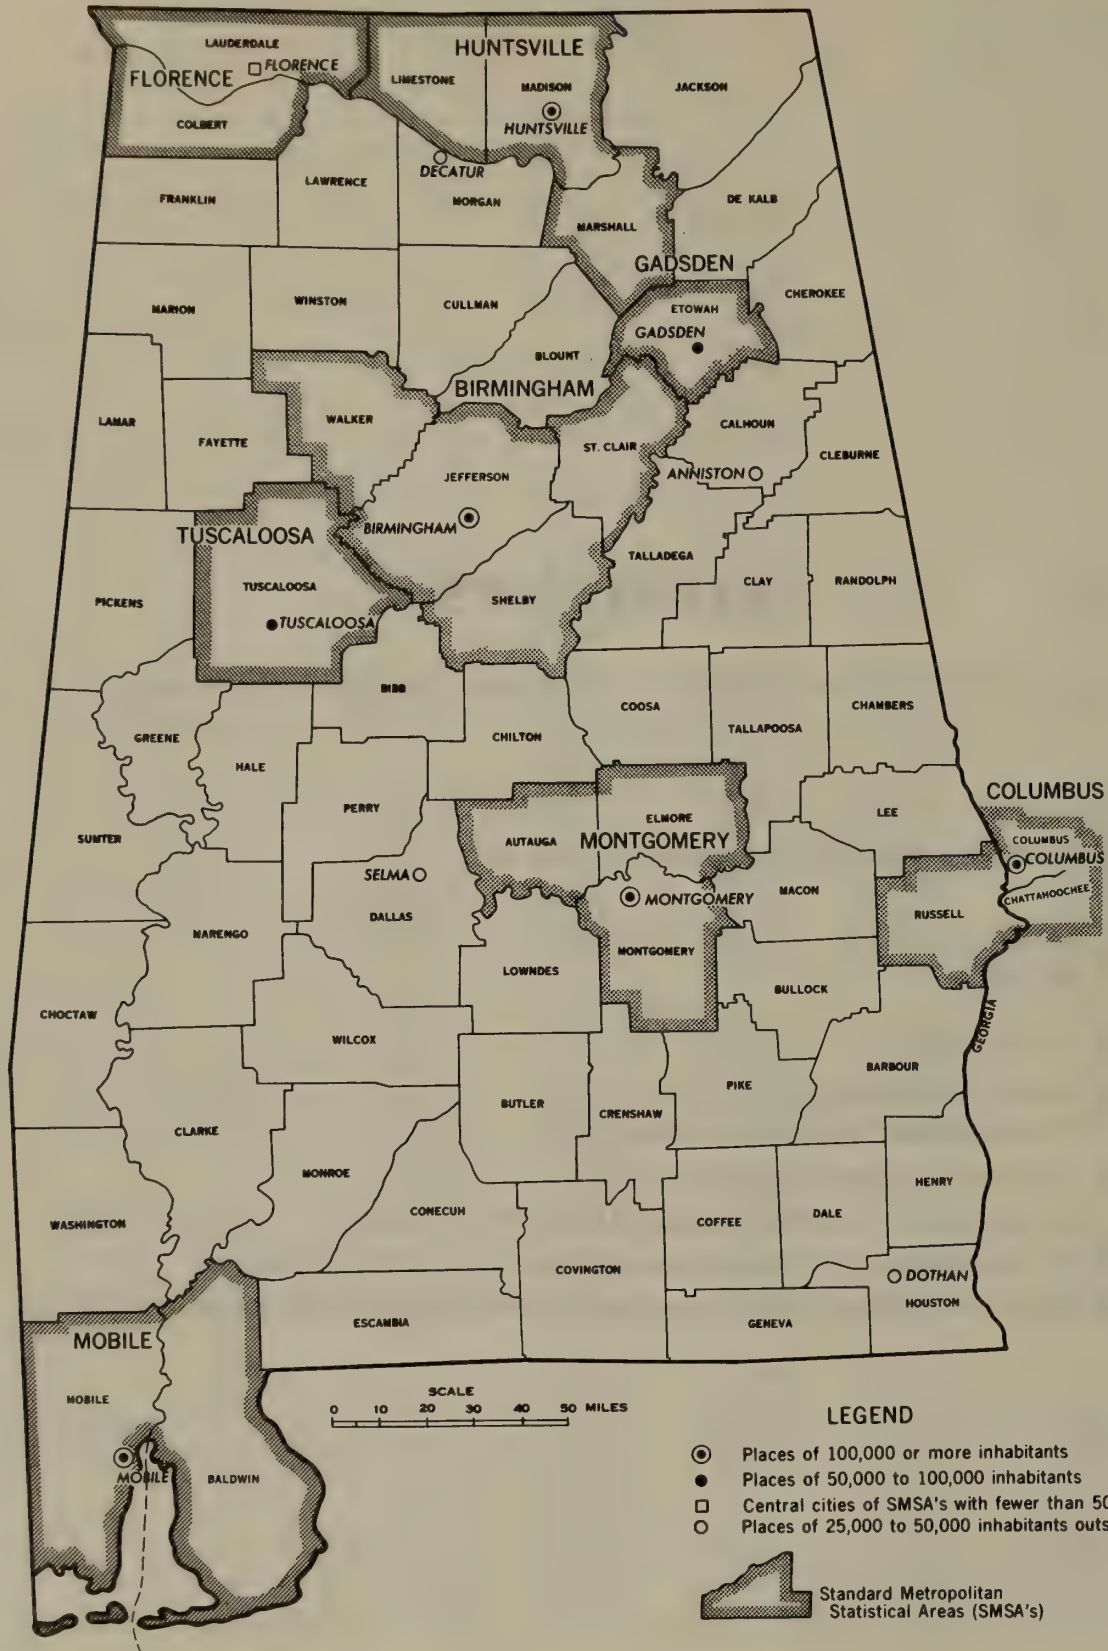 LAUDERDALE
FLORENCE
FLORENCE
COLBERT
HUNTSVILLE
LIMESTONE
MADISON
HUNTSVILLE
JACKSON
DECATUR
FRANKLIN
LAWRENCE
MORGAN
MARSHALL
DE KALB
GADSDEN
ETOWAH
GADSDEN
CHEROKEE
MARION
WINSTON
CULLMAN
BLOUNT
BIRMINGHAM
LAMAR
FAYETTE
WALKER
JEFFERSON
BIRMINGHAM
ST. CLAIR
CALHOUN
ANNISTON
CLEBURNE
TUSCALOOSA
TUSCALOOSA
TUSCALOOSA
PICKENS
SHELBY
TALLADEGA
CLAY
RANDOLPH
BIBB
GREENE
HALE
CHILTON
COOSA
TALLAPOOSA
CHAMBERS
SUMTER
PERRY
AUTAUGA
ELMORE
MONTGOMERY
MONTGOMERY
MONTGOMERY
LEE
COLUMBUS
COLUMBUS
COLUMBUS
CHATTAHOOCHEE
SELMA
DALLAS
MACON
RUSSELL
MARENGO
LOWNDES
BULLOCK
CHOCTAW
WILCOX
GEORGIA
BARBOUR
PIKE
BUTLER
CRENSHAW
CLARKE
MONROE
CONECUH
WASHINGTON
COFFEE
DALE
HENRY
COVINGTON
DOTHAN
HOUSTON
ESCAMBIA
GENEVA
MOBILE
MOBILE
MOBILE
BALDWIN
SCALE
0 10 20 30 40 50 MILES
LEGEND
Places of 100,000 or more inhabitants
Places of 50,000 to 100,000 inhabitants
Central cities of SMSA's with fewer than 50
Places of 25,000 to 50,000 inhabitants outs
Standard Metropolitan
Statistical Areas (SMSA's)